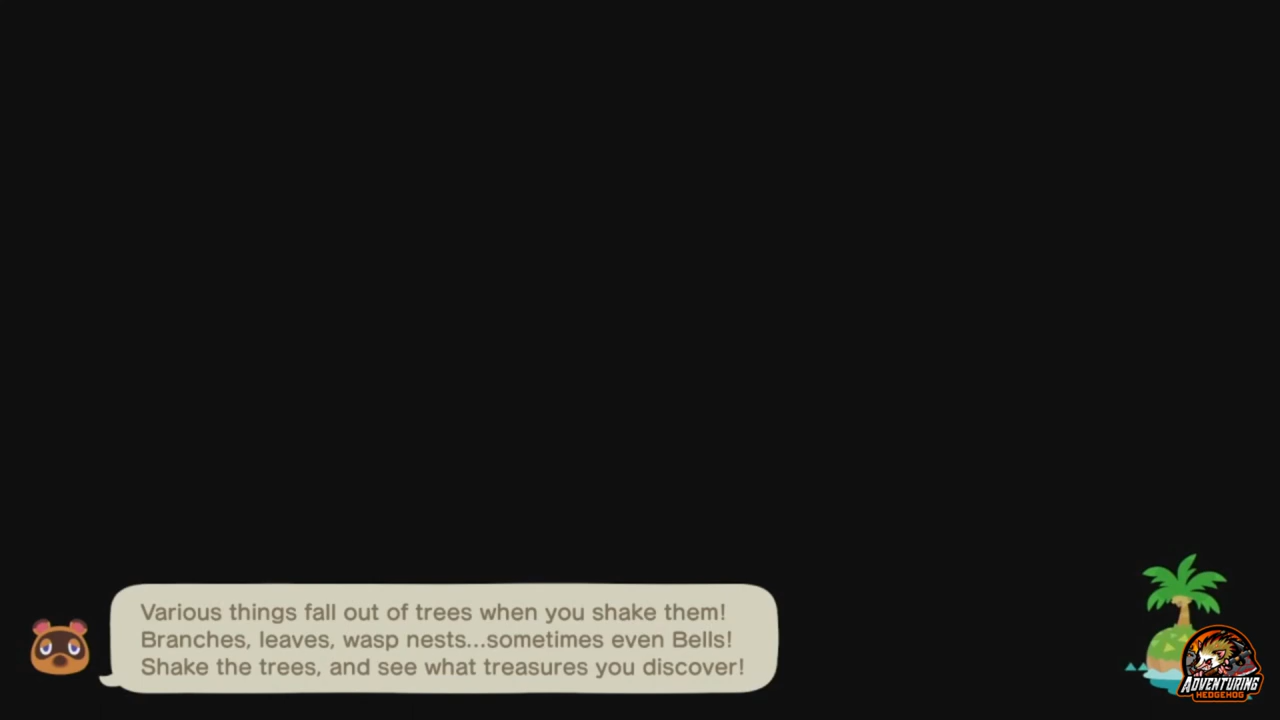 Various things fall out of trees when you shake them!
Branches, leaves, wasp nests...sometimes even Bells!
Shake the trees, and see what treasures you discover!
ADVENTURING
HEDGEHOG